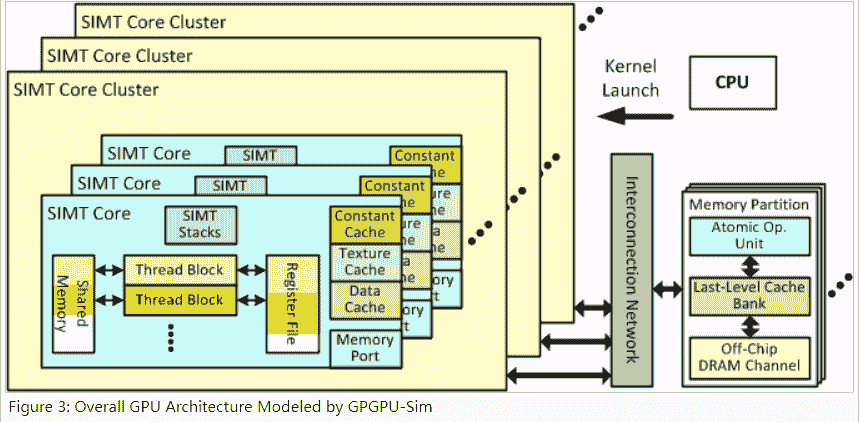 SIMT Core Cluster
SIMT Core Cluster
SIMT Core Cluster
Kernel
Launch
CPU
SIMT Core
SIMT
Constant
SIMT Core
SIMT
Constant
SIMT Core
SIMT
Stacks
Constant
Cache
Texture
Cache
Data
Cache
Memory
Port
Shared
Memory
Thread Block
Thread Block
Register File
Interconnection Network
Memory Partition
Atomic Op.
Unit
Last-Level Cache
Bank
Off-Chip
DRAM Channel
Figure 3: Overall GPU Architecture Modeled by GPGPU-Sim